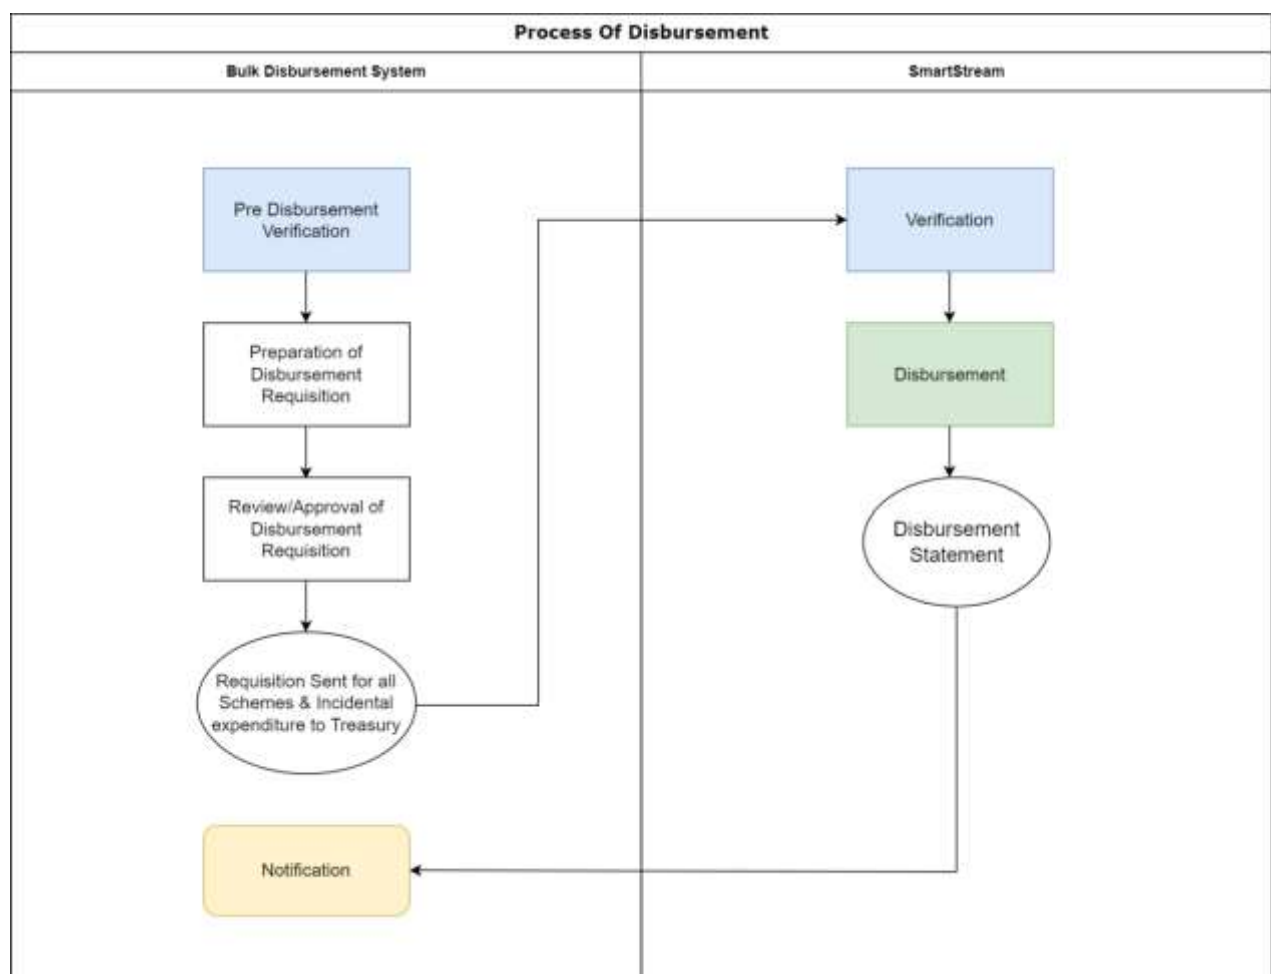 Process Of Disbursement
Bulk Disbursement System
SmartStream
Pre Disbursement
Verification
Preparation of
Disbursement
Requisition
Review/Approval of
Disbursement
Requisition
Requisition Sent for all
Schemes & Incidental
expenditure to Treasury
Notification
Verification
Disbursement
Disbursement
Statement